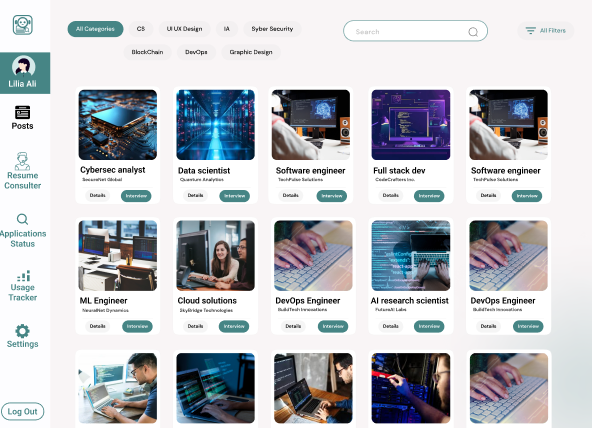 All Categories
CS
UI UX Design
IA
Syber Security
Search
All Filters
BlockChain
DevOps
Graphic Design
Lilia Ali
Posts
Resume
Consulter
Applications
Status
Usage
Tracker
Settings
Log Out
Cybersec analyst
SecureNet Global
Details
Interview
Data scientist
Quantum Analytics
Details
Interview
Software engineer
TechPulse Solutions
Details
Interview
Full stack dev
CodeCrafters Inc.
Details
Interview
Software engineer
TechPulse Solutions
Details
Interview
ML Engineer
NeuralNet Dynamics
Details
Interview
Cloud solutions
SkyBridge Technologies
Details
Interview
DevOps Engineer
BuildTech Innovations
Details
Interview
AI research scientist
FutureAI Labs
Details
Interview
DevOps Engineer
BuildTech Innovations
Details
Interview